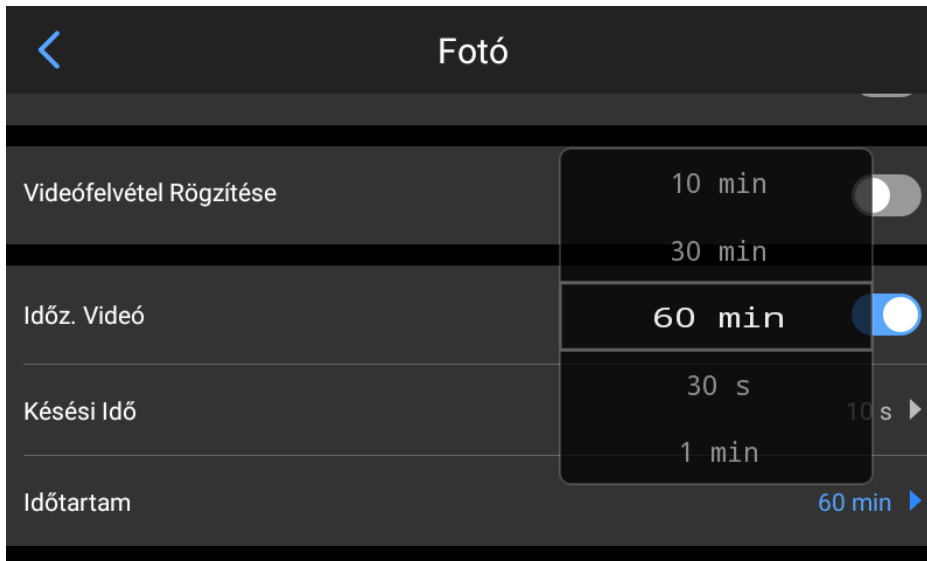 Fotó
Videófelvétel Rögzítése
10 min
30 min
Időz. Videó
60 min
30 s
Késési Idő
10 s
1 min
Időtartam
60 min